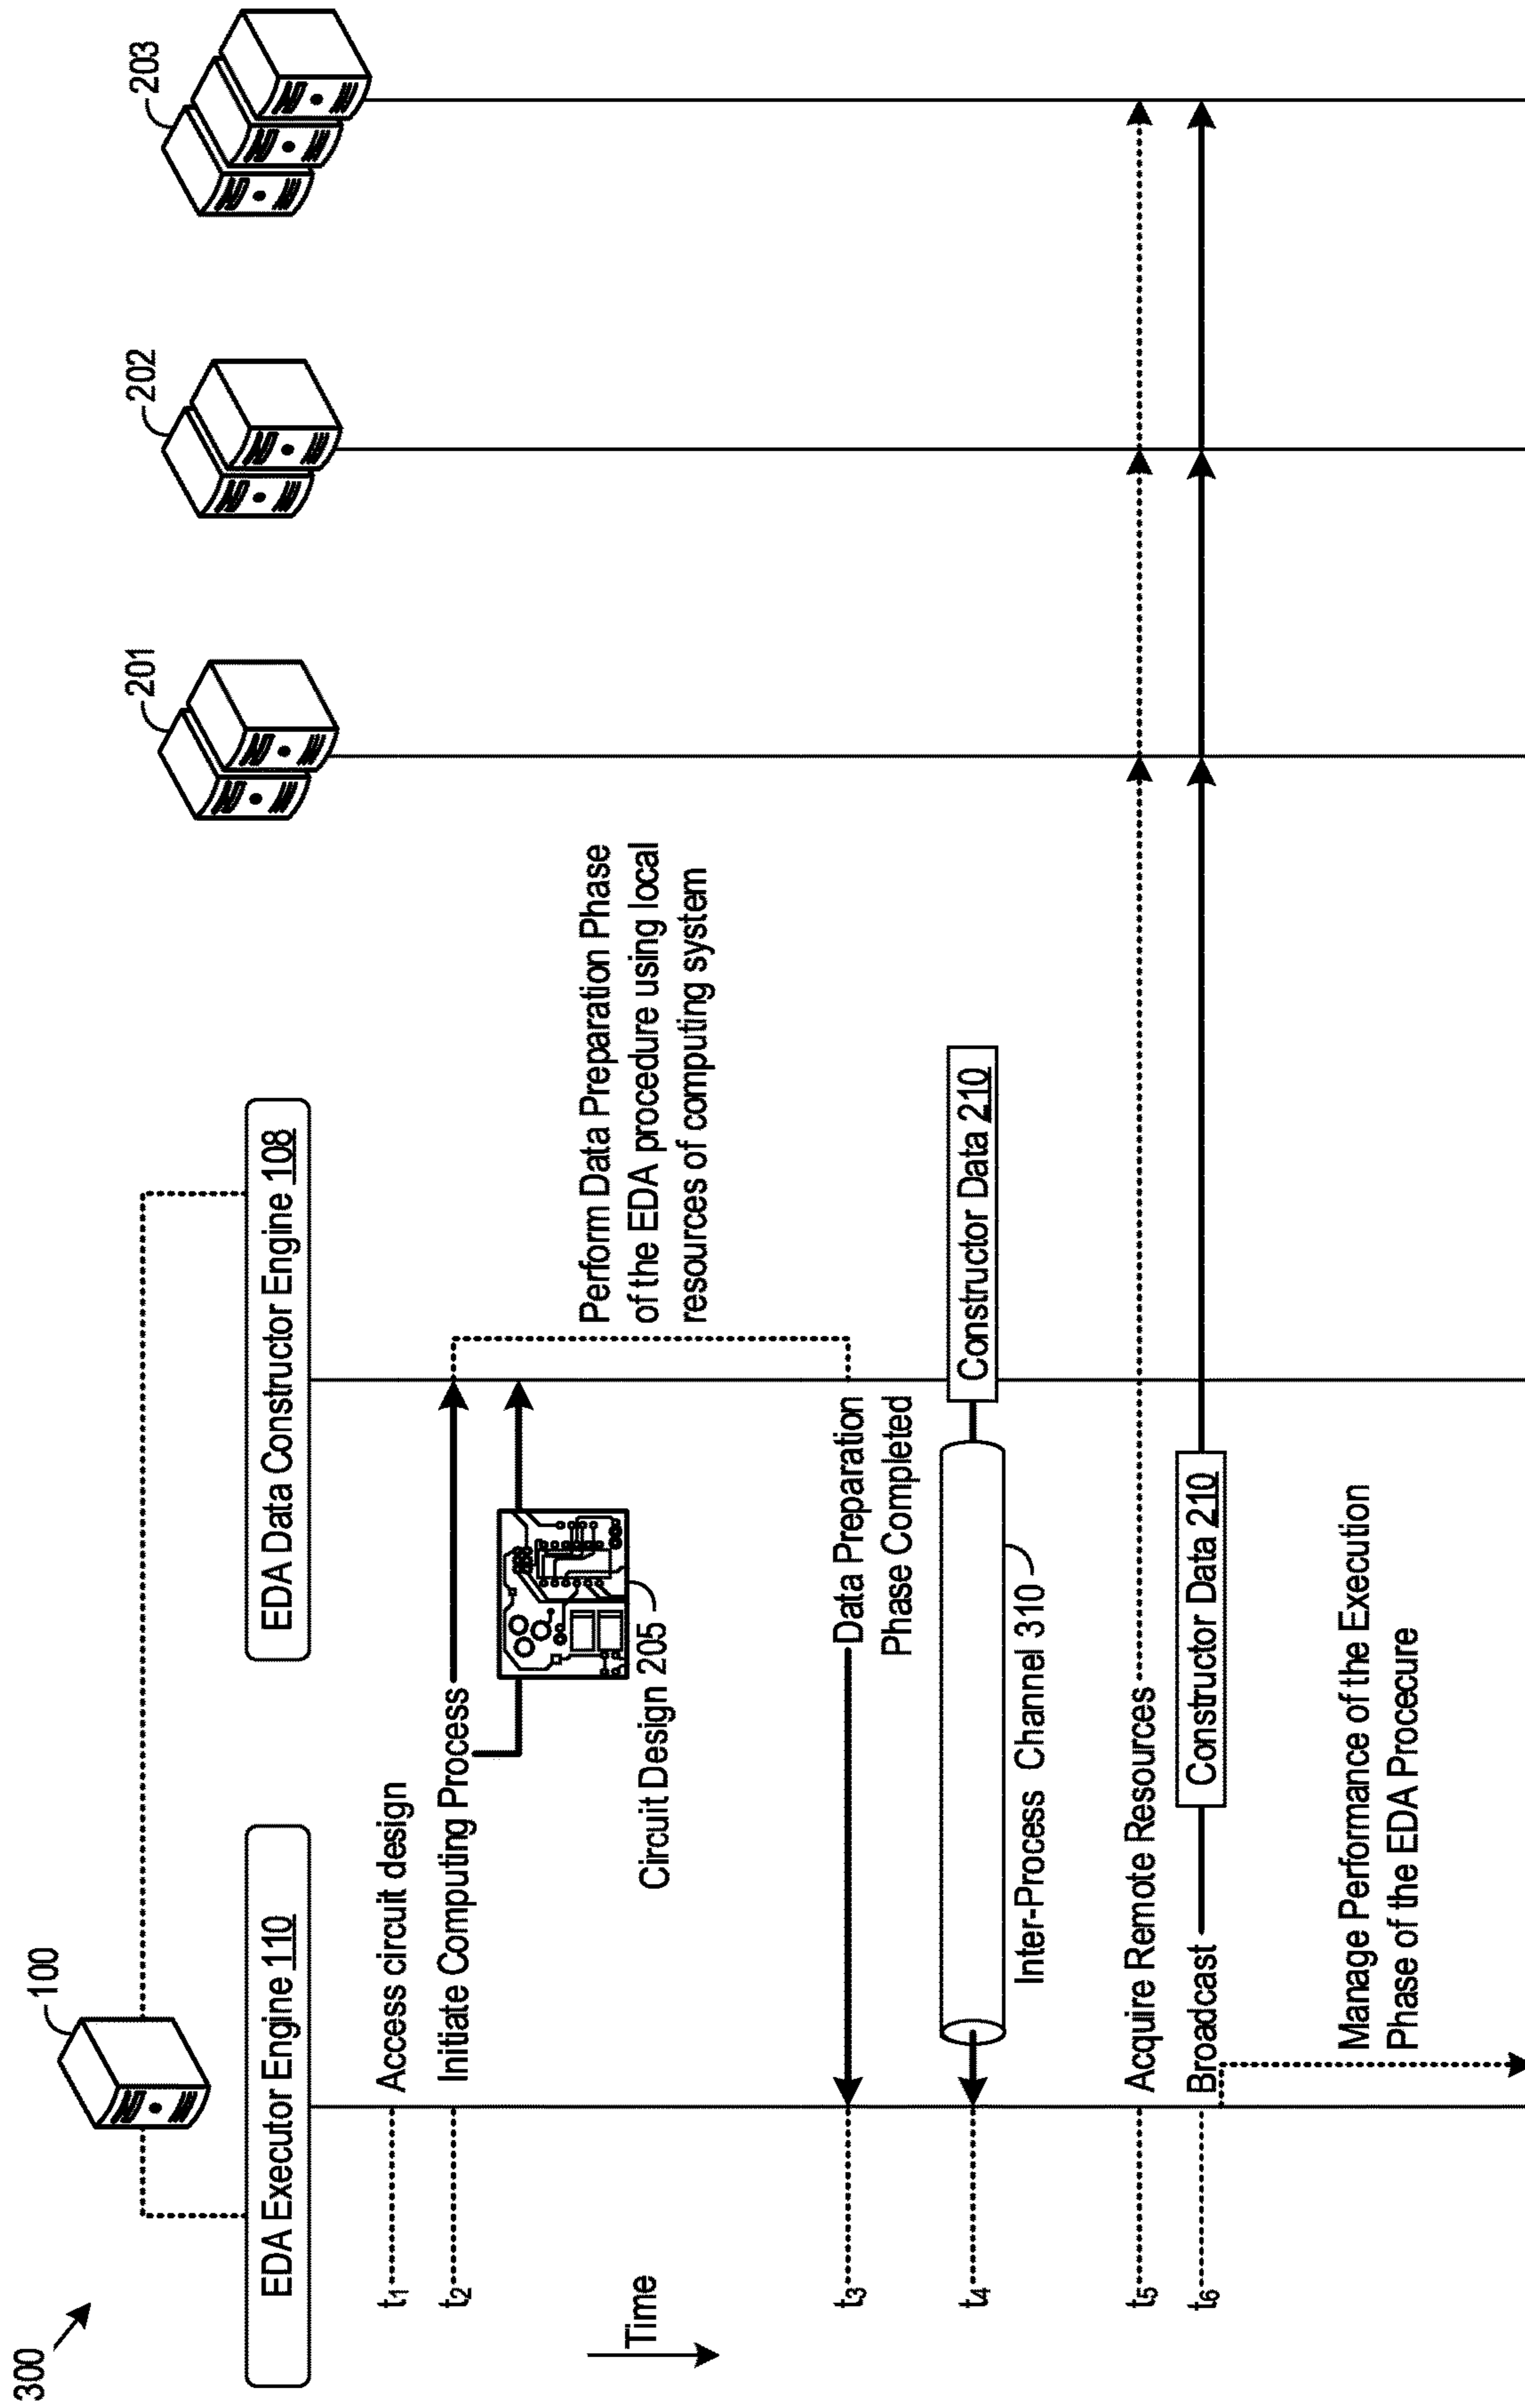 300
100
201
202
203
EDA Executor Engine 110
EDA Data Constructor Engine 108
t1
Access circuit design
t2
Initiate Computing Process
Circuit Design 205
Perform Data Preparation Phase
of the EDA procedure using local
resources of computing system
Time
t3
Data Preparation
Phase Completed
t4
Constructor Data 210
Inter-Process Channel 310
t5
Acquire Remote Resources
t6
Broadcast
Constructor Data 210
Manage Performance of the Execution
Phase of the EDA Procecure